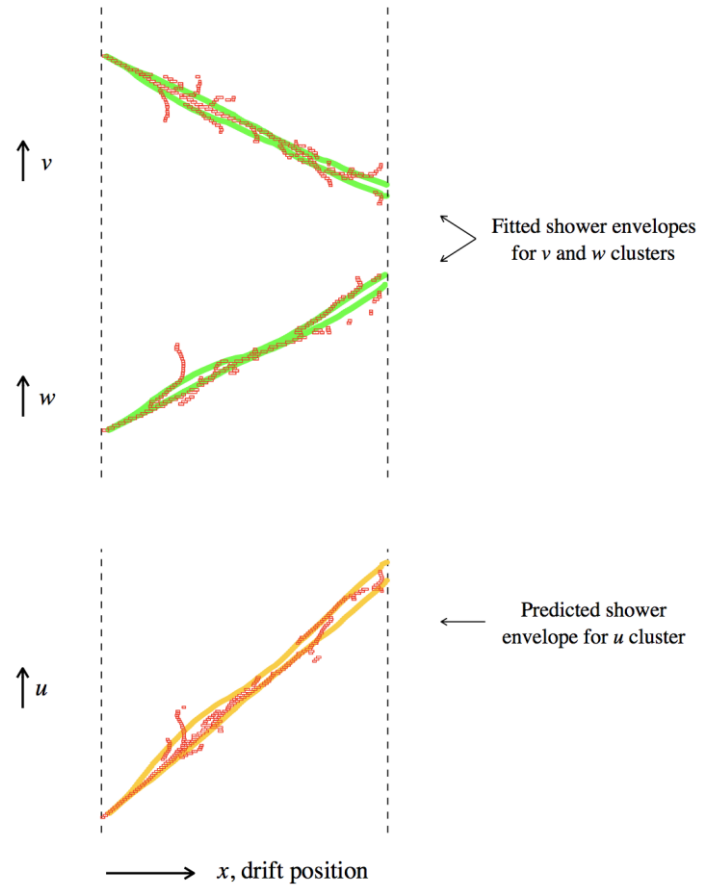 v
Fitted shower envelopes
for v and w clusters
w
Predicted shower
envelope for u cluster
u
x, drift position